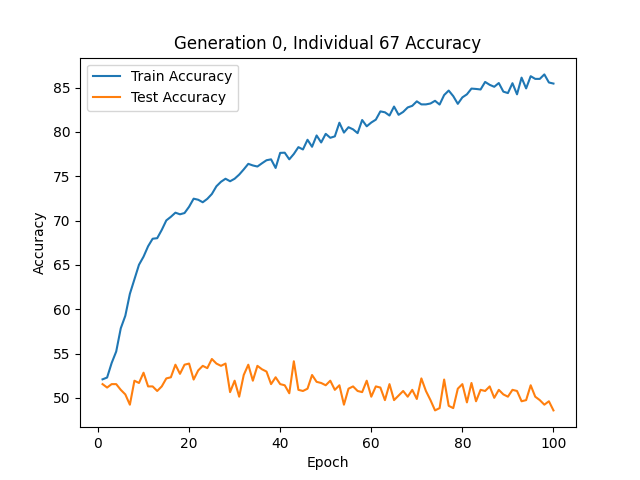 Generation 0, Individual 67 Accuracy
Train Accuracy
Test Accuracy
85
80
75
70
65
60
55
50
Accuracy
0 20 40 60 80 100
Epoch